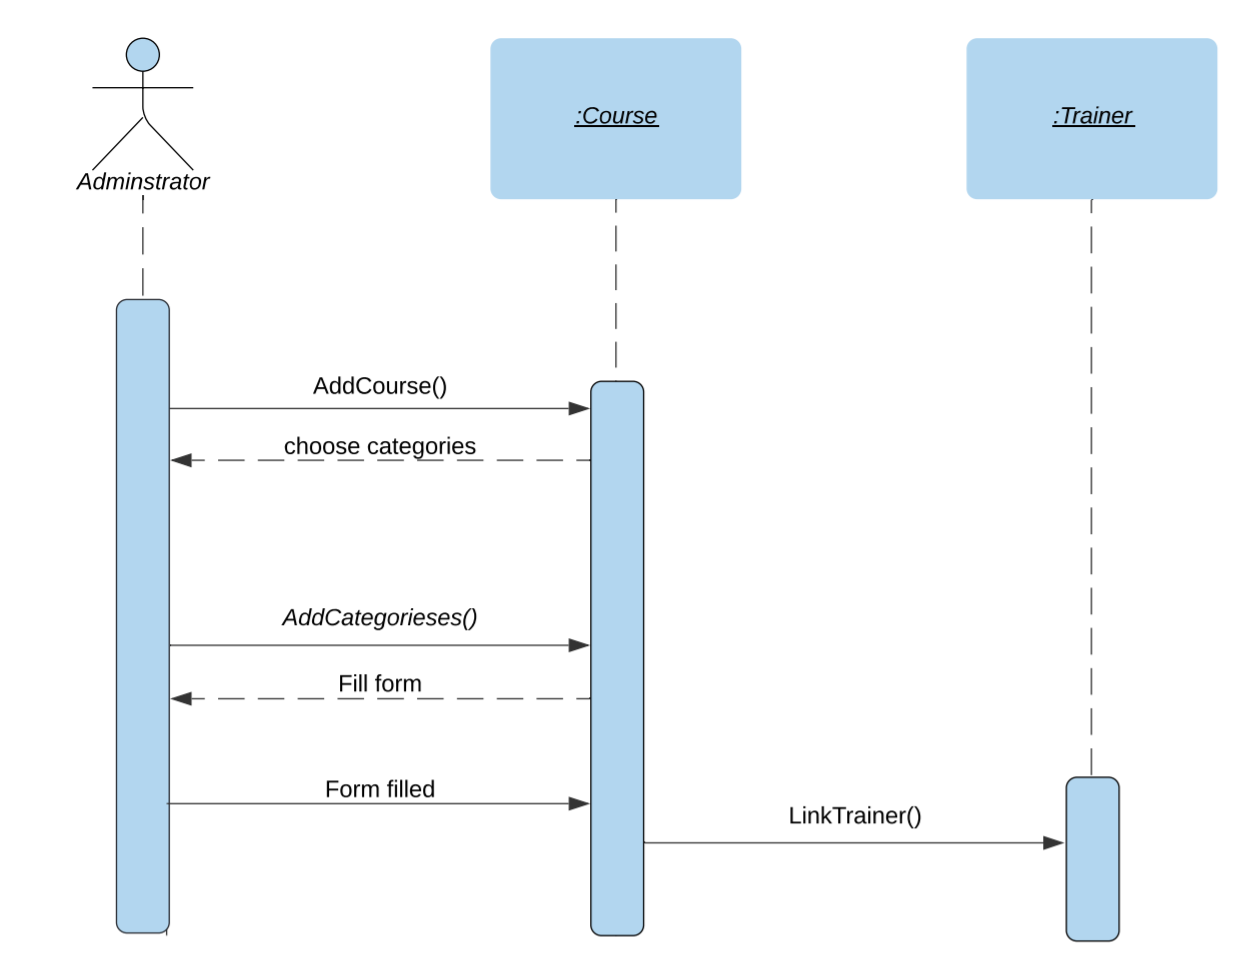 :Course
:Trainer
Adminstrator
AddCourse()
choose categories
AddCategorieses()
Fill form
Form filled
LinkTrainer()